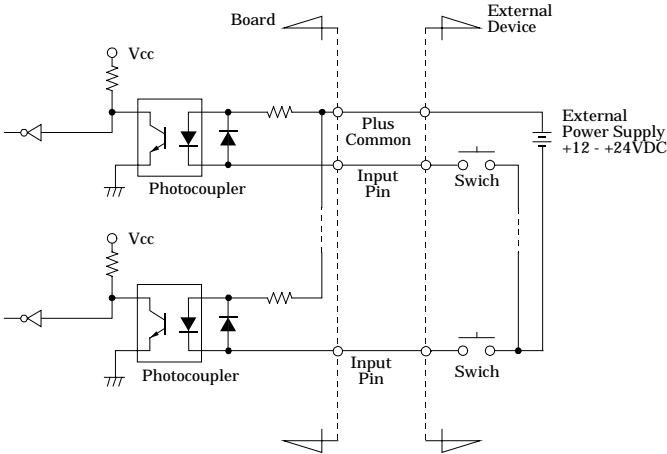 Board
External
Device
Vcc
External
Power Supply
+12 - +24VDC
Plus
Common
Photocoupler
Input
Pin
Swich
Vcc
Photocoupler
Input
Pin
Swich